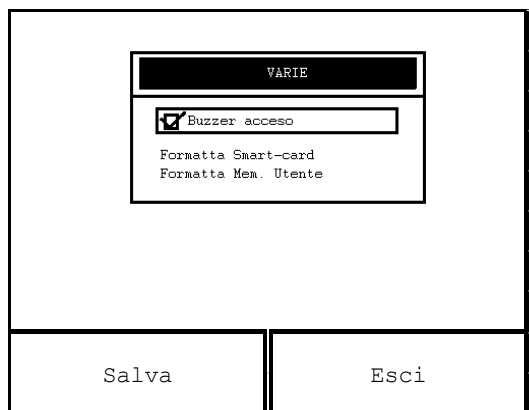 VARIE
Buzzer acceso
Formatta Smart-card
Formatta Mem. Utente
Salva
Esci